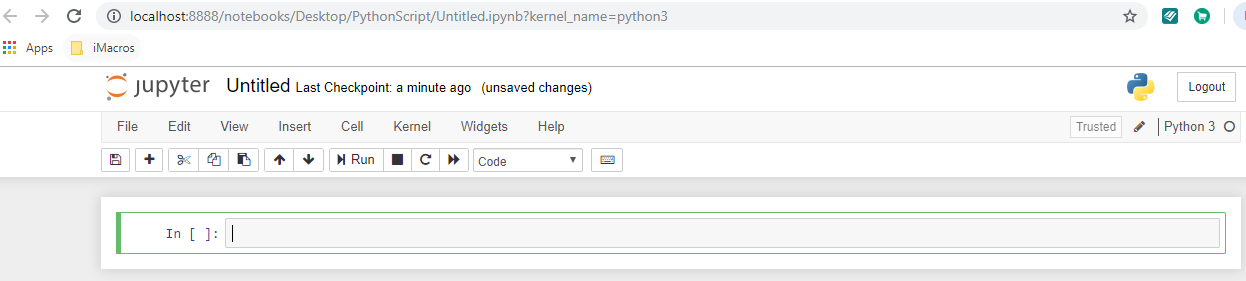 localhost:8888/notebooks/Desktop/PythonScript/Untitled.ipynb?kernel_name=python3
Apps iMacros
jupyter Untitled Last Checkpoint: a minute ago (unsaved changes) Logout
File Edit View Insert Cell Kernel Widgets Help Trusted Python 3
Run Code
In [ ]: